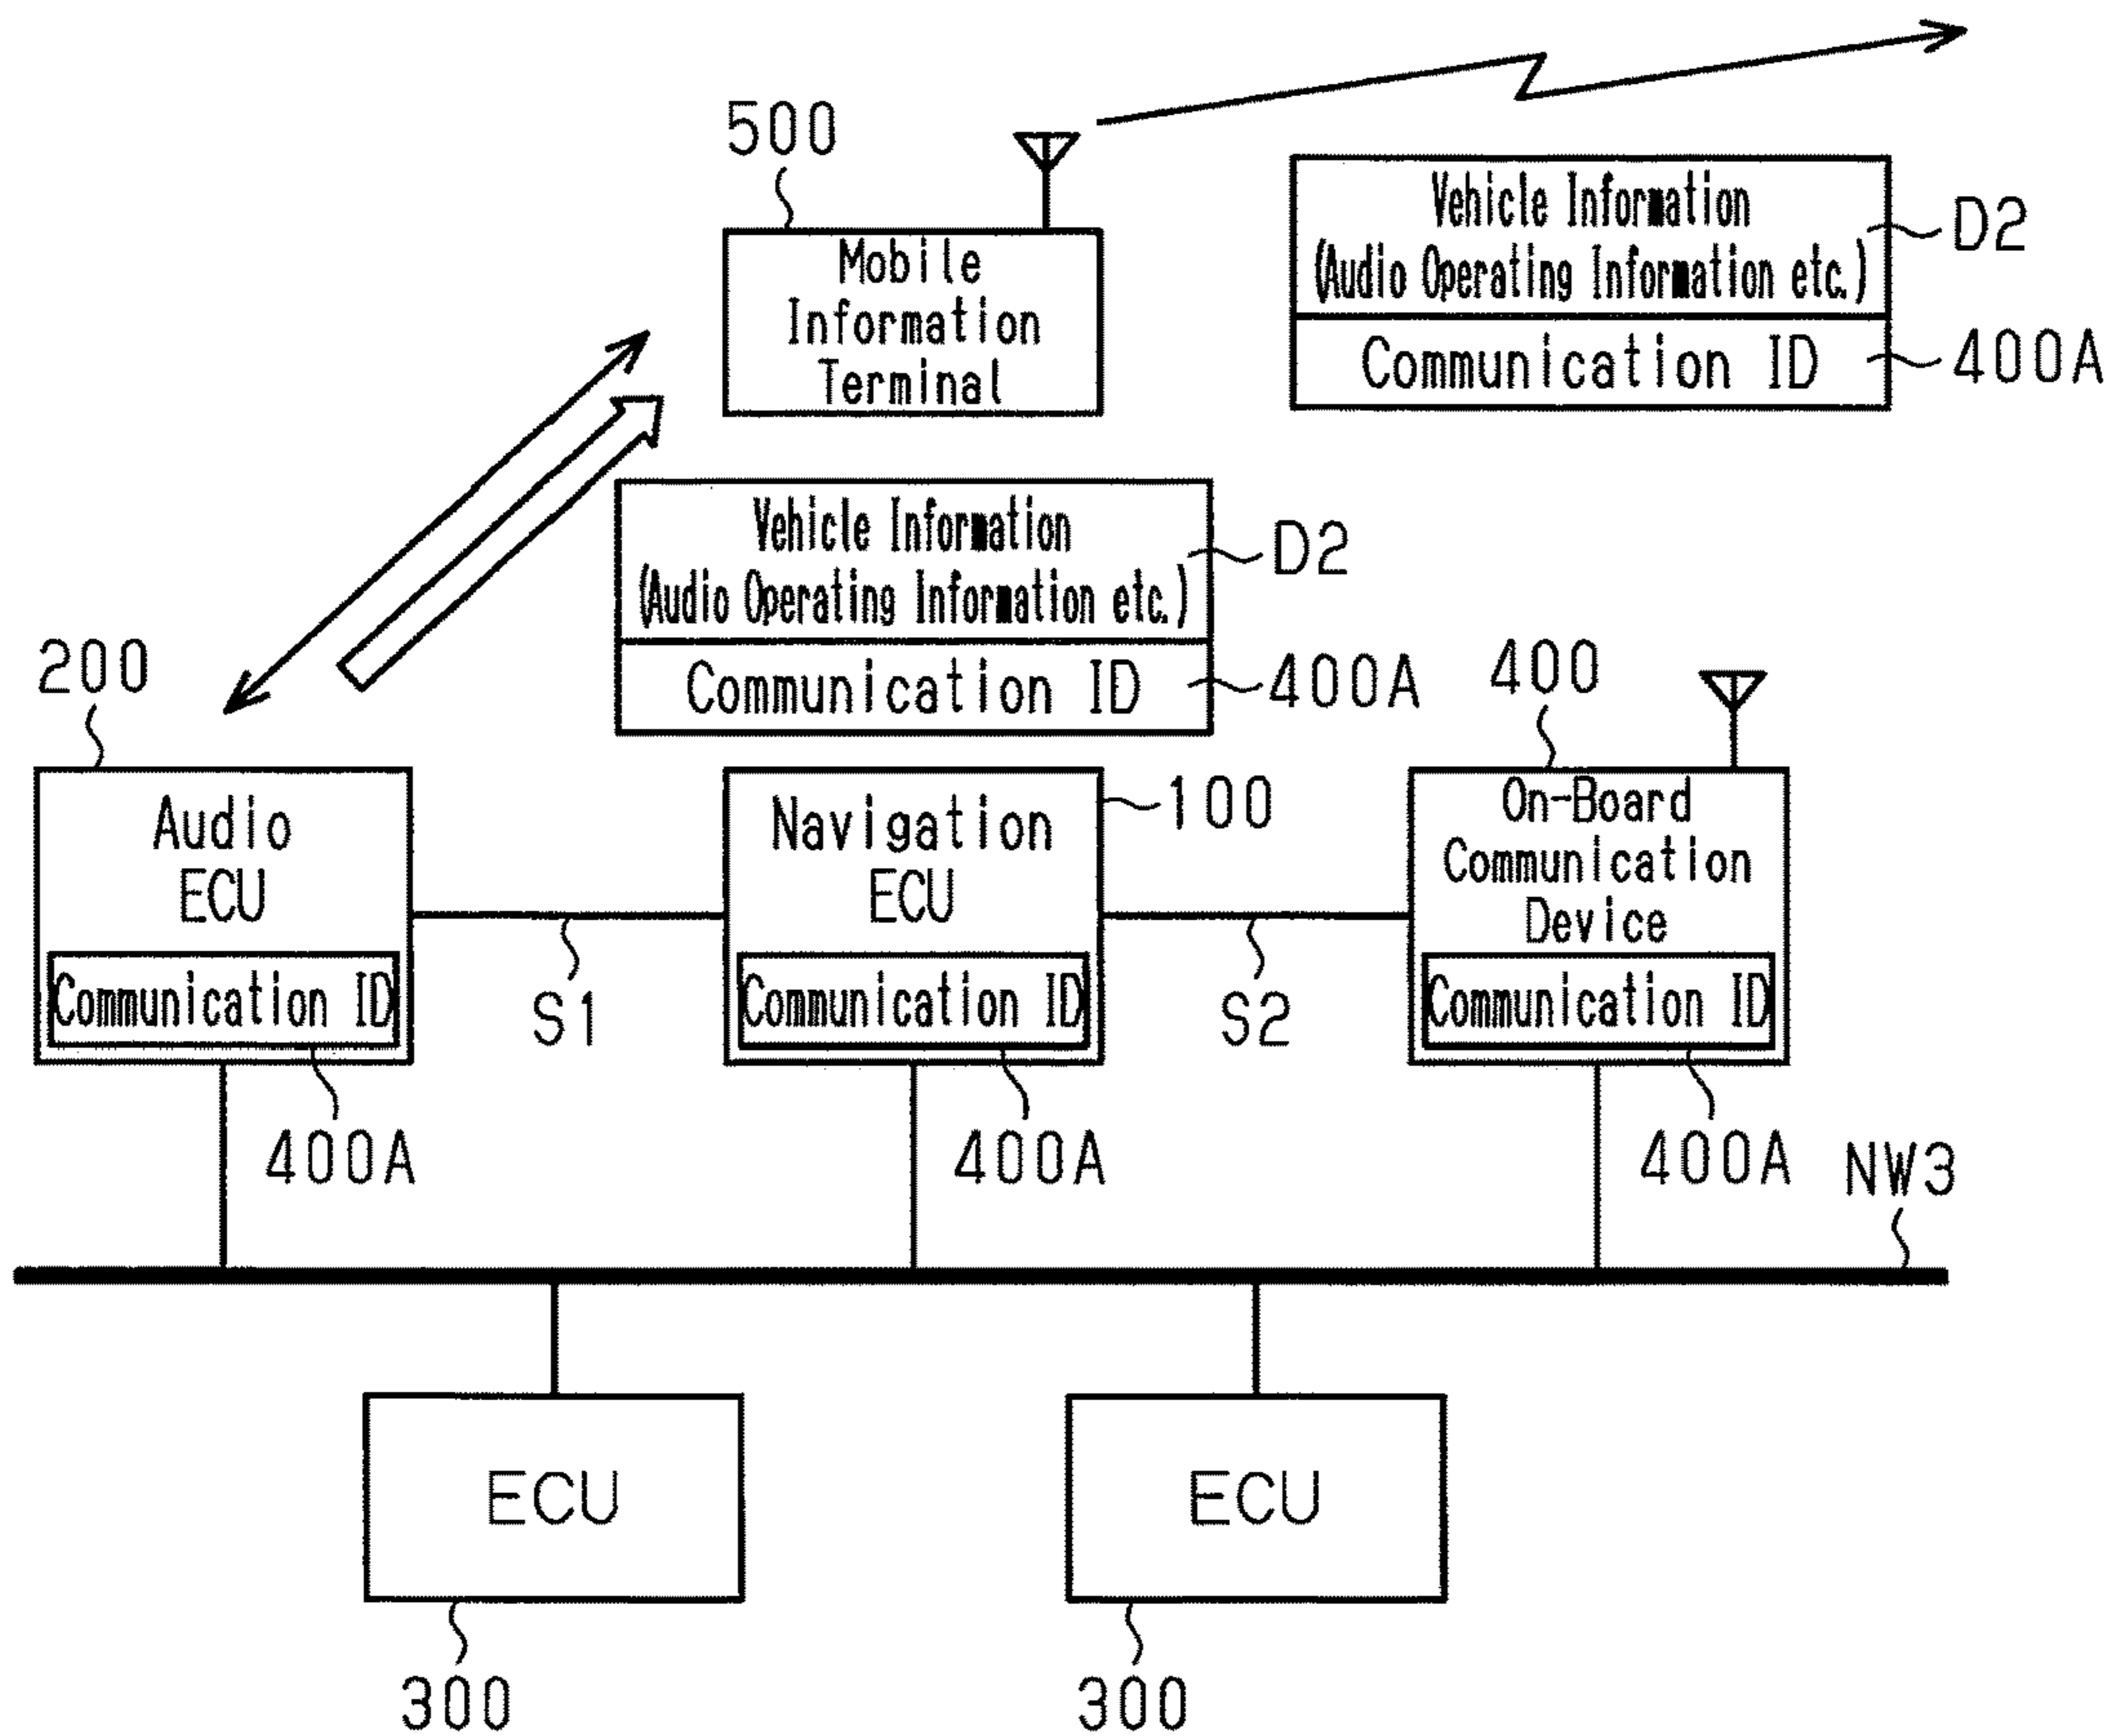 500
Mobile
Information
Terminal
Vehicle Information
(Audio Operating Information etc.)
D2
Communication ID
400A
Vehicle Information
(Audio Operating Information etc.)
D2
Communication ID
400A
200
Audio
ECU
Communication ID
400A
S1
Navigation
ECU
100
Communication ID
400A
S2
400
On-Board
Communication
Device
Communication ID
400A
NW3
ECU
300
ECU
300